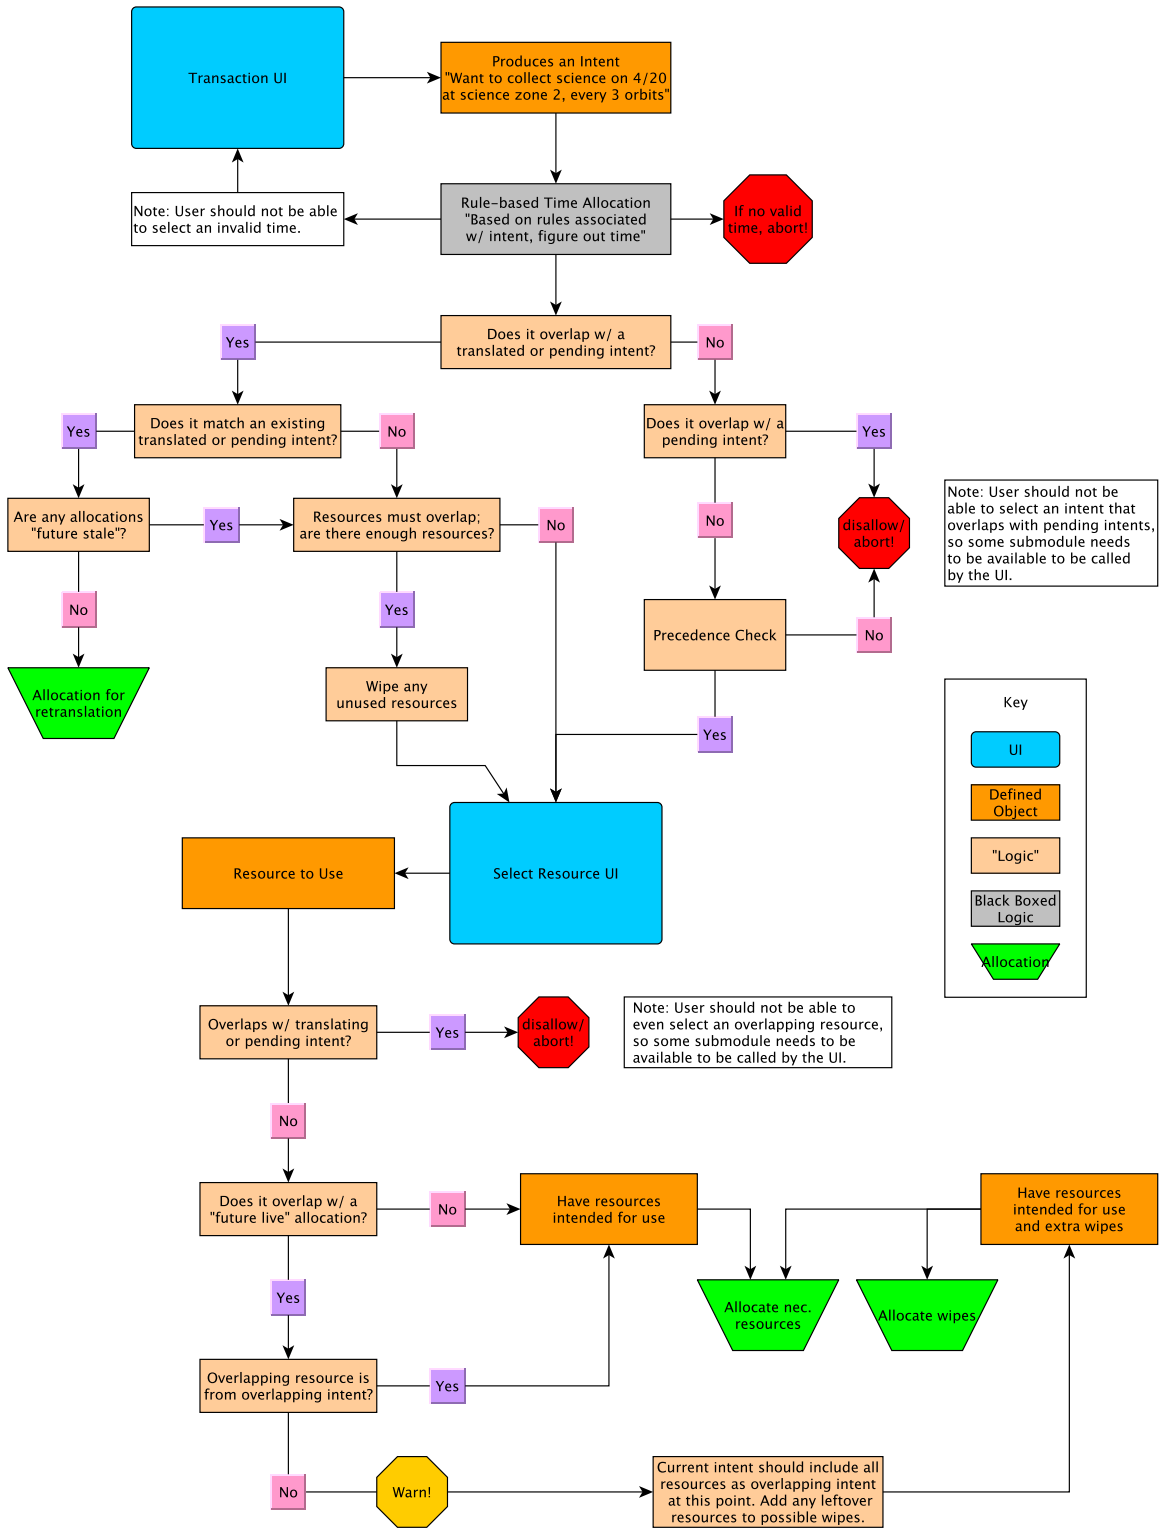 Transaction UI
Produces an Intent
"Want to collect science on 4/20
at science zone 2, every 3 orbits"
Note: User should not be able
to select an invalid time.
Rule-based Time Allocation
"Based on rules associated
w/ intent, figure out time"
If no valid
time, abort!
Does it overlap w/ a
translated or pending intent?
Yes
No
Does it match an existing
translated or pending intent?
Yes
No
Does it overlap w/ a
pending intent?
Yes
Are any allocations
"future stale"?
Yes
Resources must overlap;
are there enough resources?
No
No
disallow/
abort!
Note: User should not be
able to select an intent that
overlaps with pending intents,
so some submodule needs
to be available to be called
by the UI.
No
Yes
Precedence Check
No
Allocation for
retranslation
Wipe any
unused resources
Yes
Key
UI
Defined
Object
"Logic"
Black Boxed
Logic
Allocation
Resource to Use
Select Resource UI
Overlaps w/ translating
or pending intent?
Yes
disallow/
abort!
Note: User should not be able to
even select an overlapping resource,
so some submodule needs to be
available to be called by the UI.
No
Does it overlap w/ a
"future live" allocation?
No
Have resources
intended for use
Have resources
intended for use
and extra wipes
Yes
Allocate nec.
resources
Allocate wipes
Overlapping resource is
from overlapping intent?
Yes
No
Warn!
Current intent should include all
resources as overlapping intent
at this point. Add any leftover
resources to possible wipes.